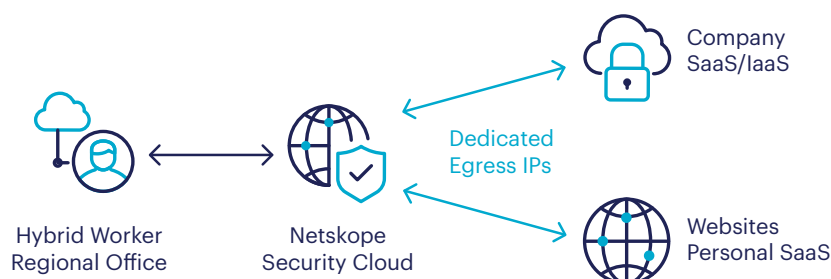 Company
SaaS/IaaS
Dedicated
Egress IPs
Hybrid Worker
Regional Office
Netskope
Security Cloud
Websites
Personal SaaS